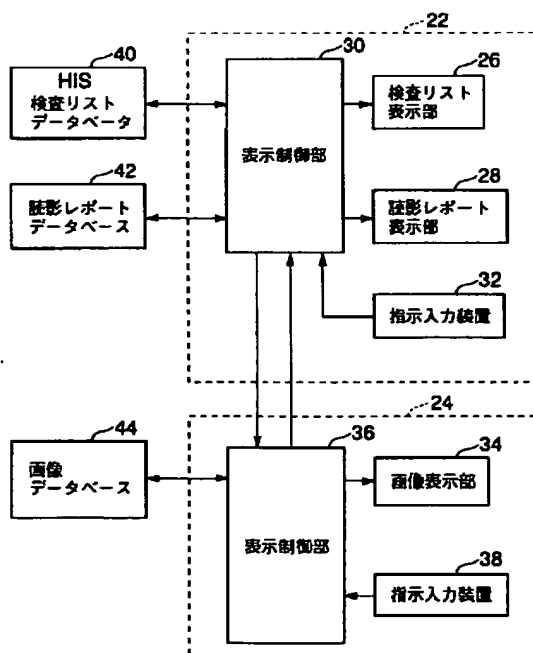 22
40
HIS
検査リスト
データベータ
30
表示制御部
26
検査リスト
表示部
42
読影レポート
データベース
28
読影レポート
表示部
32
指示入力装置
24
44
画像
データベース
36
表示制御部
34
画像表示部
38
指示入力装置